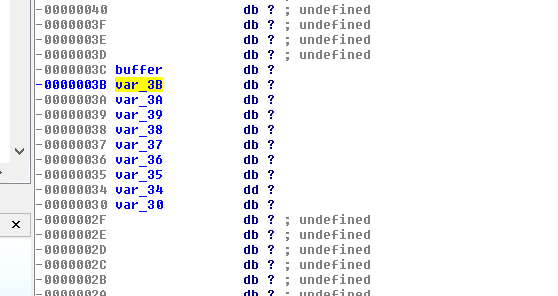 -00000040 db ? ; undefined
-0000003F db ? ; undefined
-0000003E db ? ; undefined
-0000003D db ? ; undefined
-0000003C buffer db ?
-0000003B var_3B db ?
-0000003A var_3A db ?
-00000039 var_39 db ?
-00000038 var_38 db ?
-00000037 var_37 db ?
-00000036 var_36 db ?
-00000035 var_35 db ?
-00000034 var_34 dd ?
-00000030 var_30 db ?
-0000002F db ? ; undefined
-0000002E db ? ; undefined
-0000002D db ? ; undefined
-0000002C db ? ; undefined
-0000002B db ? ; undefined
-0000002A db ? ; undefined